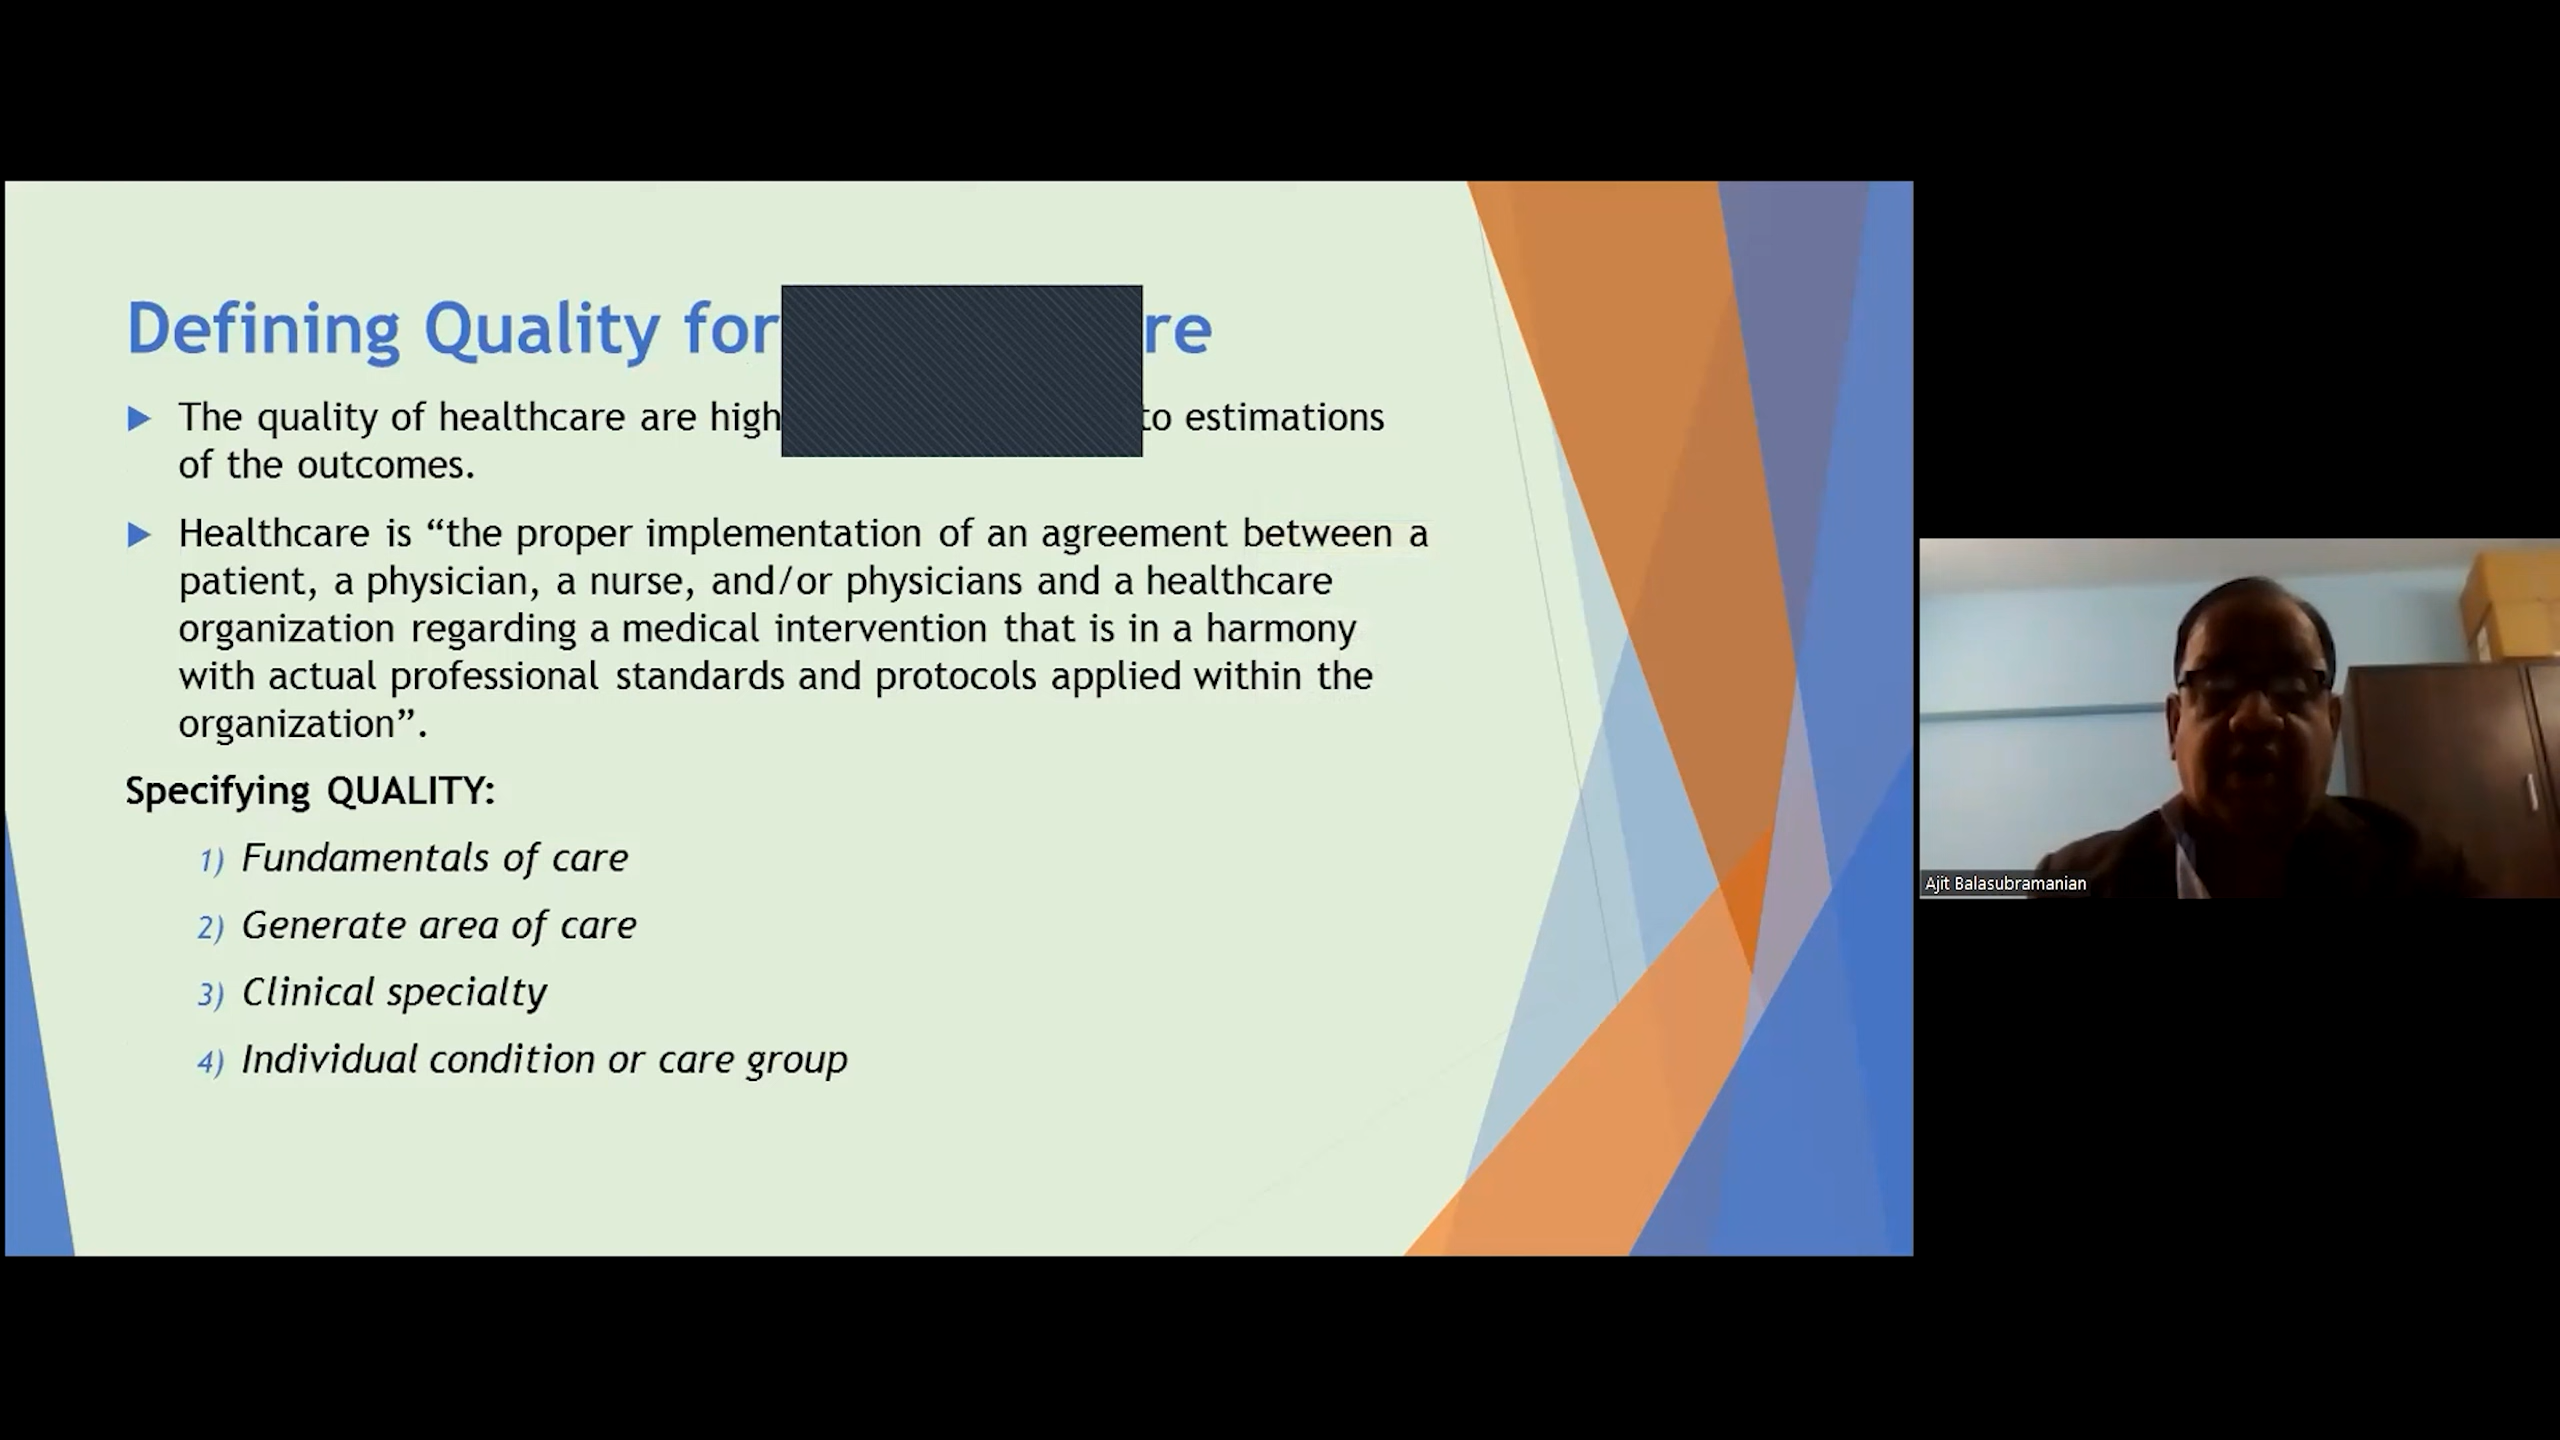 Defining Quality for
The quality of healthcare are to estimations
of the outcomes.
Healthcare is “the proper implementation of an agreement between a
patient, a physician, a nurse, and/or physicians and a healthcare
organization regarding a medical intervention that is in a harmony
with actual professional standards and protocols applied within the
organization”.
Specifying QUALITY:
1) Fundamentals of care
2) Generate area of care
3) Clinical specialty
4) Individual condition or care group
Ajit Balasubramanian